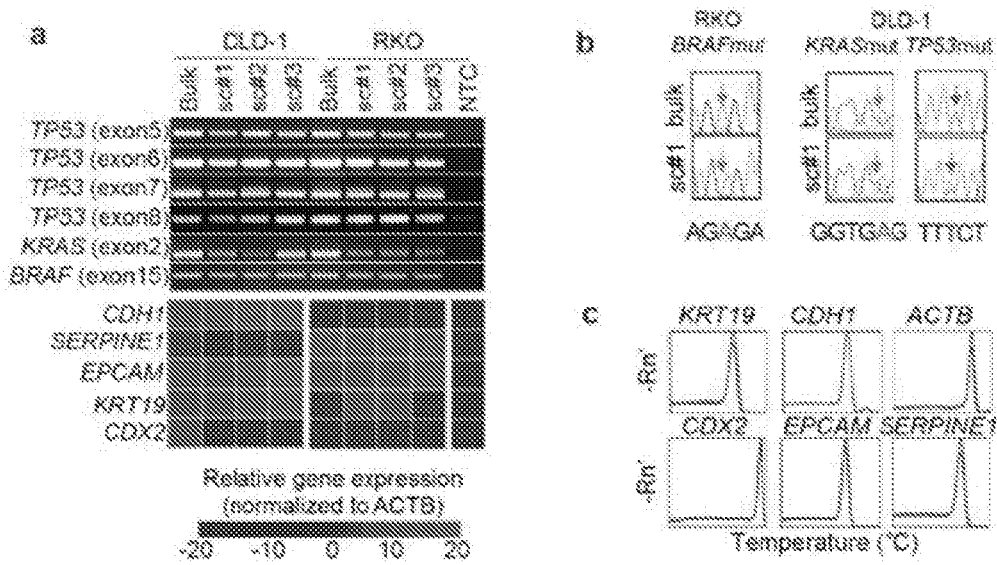 a
DLD-1 RKO
Bulk sc#1 sc#2 sc#3 Bulk sc#1 sc#2 sc#3 NTC
TP53 (exon5)
TP53 (exon6)
TP53 (exon7)
TP53 (exon8)
KRAS (exon2)
BRAF (exon15)
CDH1
SERPINE1
EPCAM
KRT19
CDX2
Relative gene expression
(normalized to ACTB)
-20 -10 0 10 20
b
RKO DLD-1
BRAFmut KRASmut TP53mut
bulk bulk
sc#1 sc#1
AGAGA GGTGAG TTTCT
c
KRT19 CDH1 ACTB
-Rn'
CDX2 EPCAM SERPINE1
-Rn'
Temperature (°C)